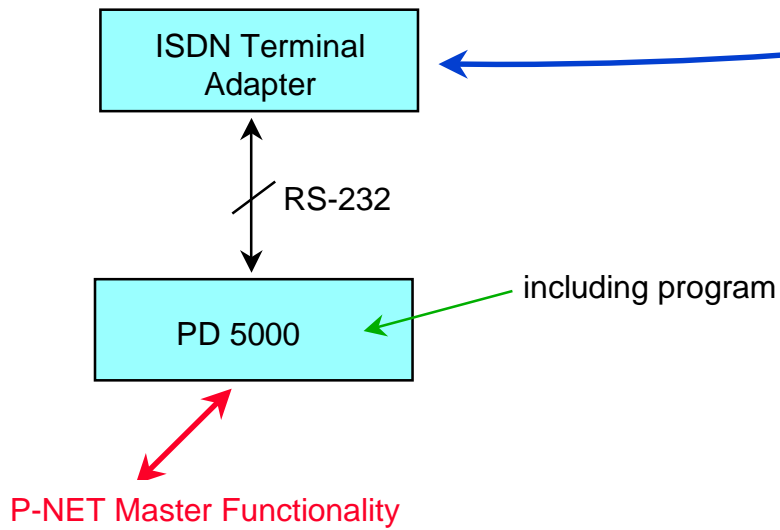 ISDN Terminal
Adapter
RS-232
including program
PD 5000
P-NET Master Functionality